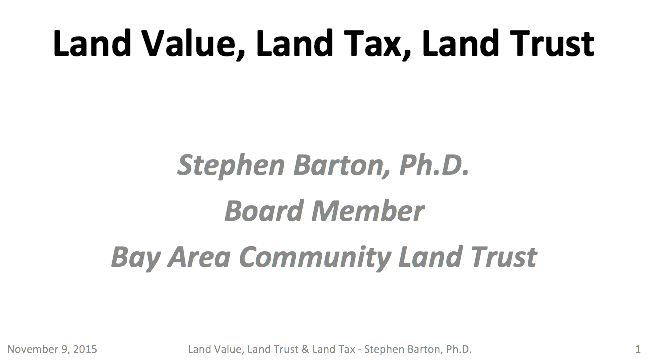 Land Value, Land Tax, Land Trust
Stephen Barton, Ph.D.
Board Member
Bay Area Community Land Trust
November 9, 2015 Land Value, Land Trust & Land Tax - Stephen Barton, Ph.D. 1